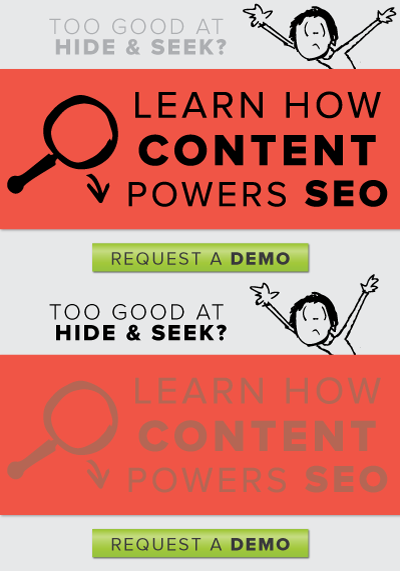 TOO GOOD AT
HIDE & SEEK?
LEARN HOW
CONTENT
POWERS SEO
REQUEST A DEMO
TOO GOOD AT
HIDE & SEEK?
LEARN HOW
CONTENT
POWERS SEO
REQUEST A DEMO